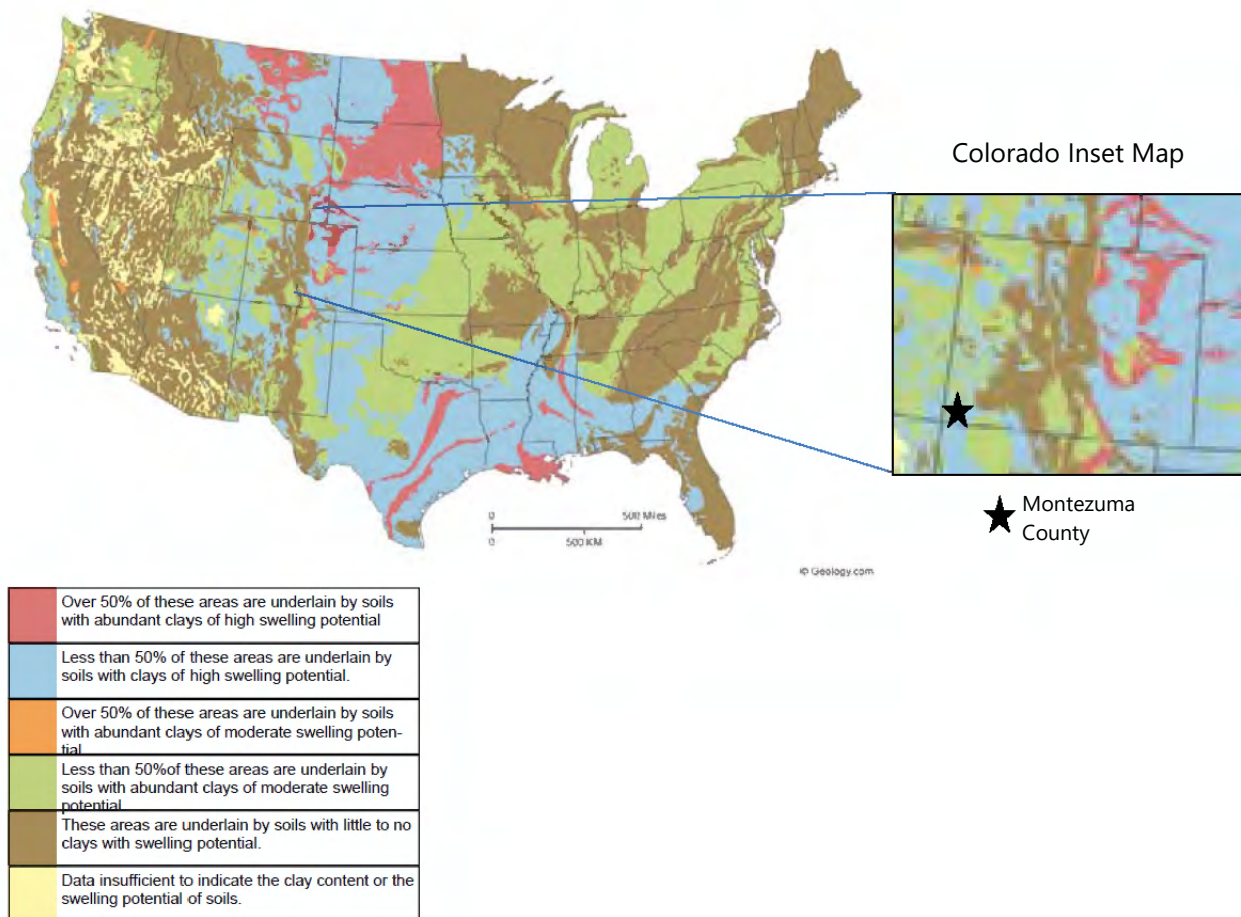 Colorado Inset Map
Montezuma
County
0 500 Miles
0 500 KM
© Geology.com
Over 50% of these areas are underlain by soils
with abundant clays of high swelling potential
Less than 50% of these areas are underlain by
soils with clays of high swelling potential.
Over 50% of these areas are underlain by soils
with abundant clays of moderate swelling poten-
tial
Less than 50%of these areas are underlain by
soils with abundant clays of moderate swelling
potential
These areas are underlain by soils with little to no
clays with swelling potential.
Data insufficient to indicate the clay content or the
swelling potential of soils.